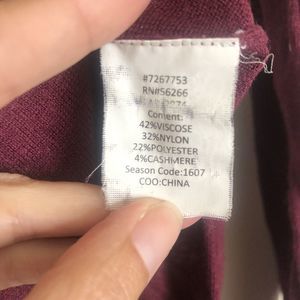 #7267753
RN#56266
Content:
42%VISCOSE
32%NYLON
22%POLYESTER
4%CASHMERE
Season Code:1607
COO:CHINA